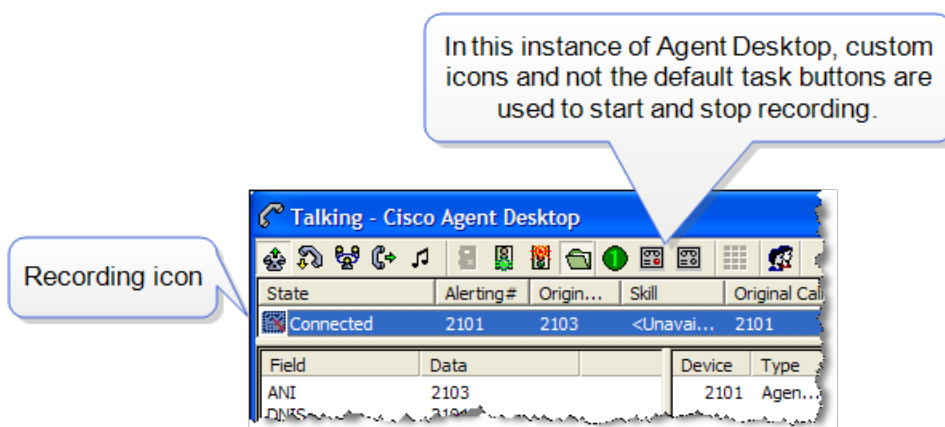 In this instance of Agent Desktop, custom
icons and not the default task buttons are
used to start and stop recording.
Talking - Cisco Agent Desktop
Recording icon
State Alerting# Origin... Skill Original Cal
Connected 2101 2103 <Unavai... 2101
Field Data Device Type
ANI 2103 2101 Agen...
DNIS